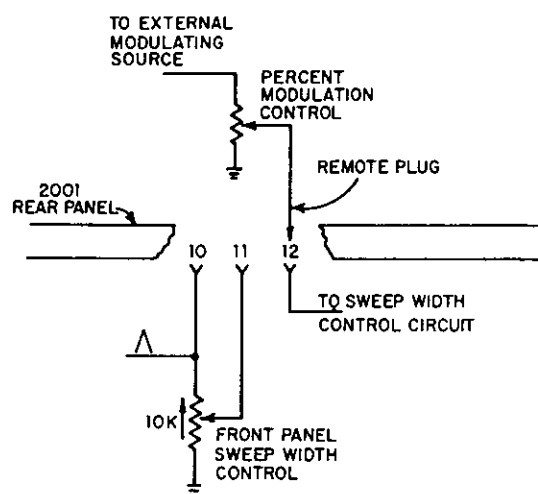 TO EXTERNAL
MODULATING
SOURCE
PERCENT
MODULATION
CONTROL
REMOTE PLUG
2001
REAR PANEL
10 11 12
TO SWEEP WIDTH
CONTROL CIRCUIT
10K
FRONT PANEL
SWEEP WIDTH
CONTROL